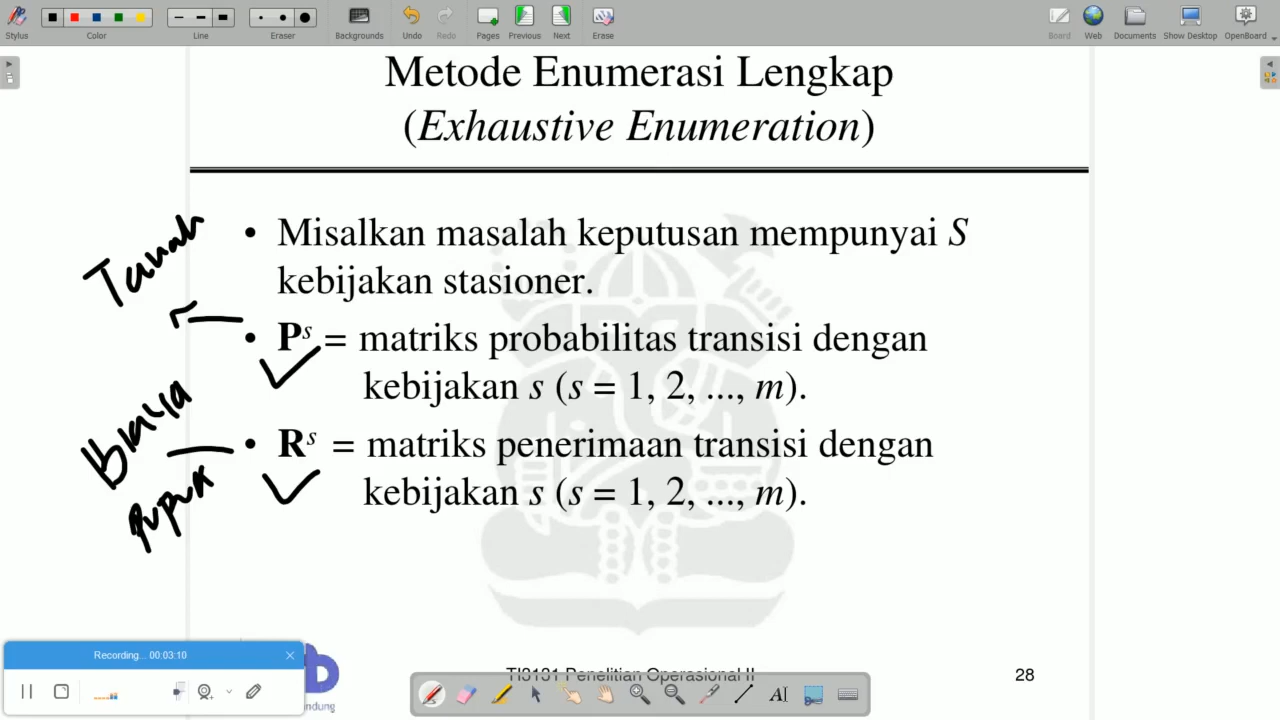 Stylus
Color
Line
Eraser
Backgrounds
Undo
Redo
Pages
Previous
Next
Erase
Board
Web
Documents
Show Desktop
OpenBoard
Metode Enumerasi Lengkap
(Exhaustive Enumeration)
Tanah
• Misalkan masalah keputusan mempunyai S
kebijakan stasioner.
• Pˢ = matriks probabilitas transisi dengan
kebijakan s (s = 1, 2, ..., m).
Biaya
pupuk
• Rˢ = matriks penerimaan transisi dengan
kebijakan s (s = 1, 2, ..., m).
Recording... 00:03:10
TI3131 Penelitian Operasional II
28